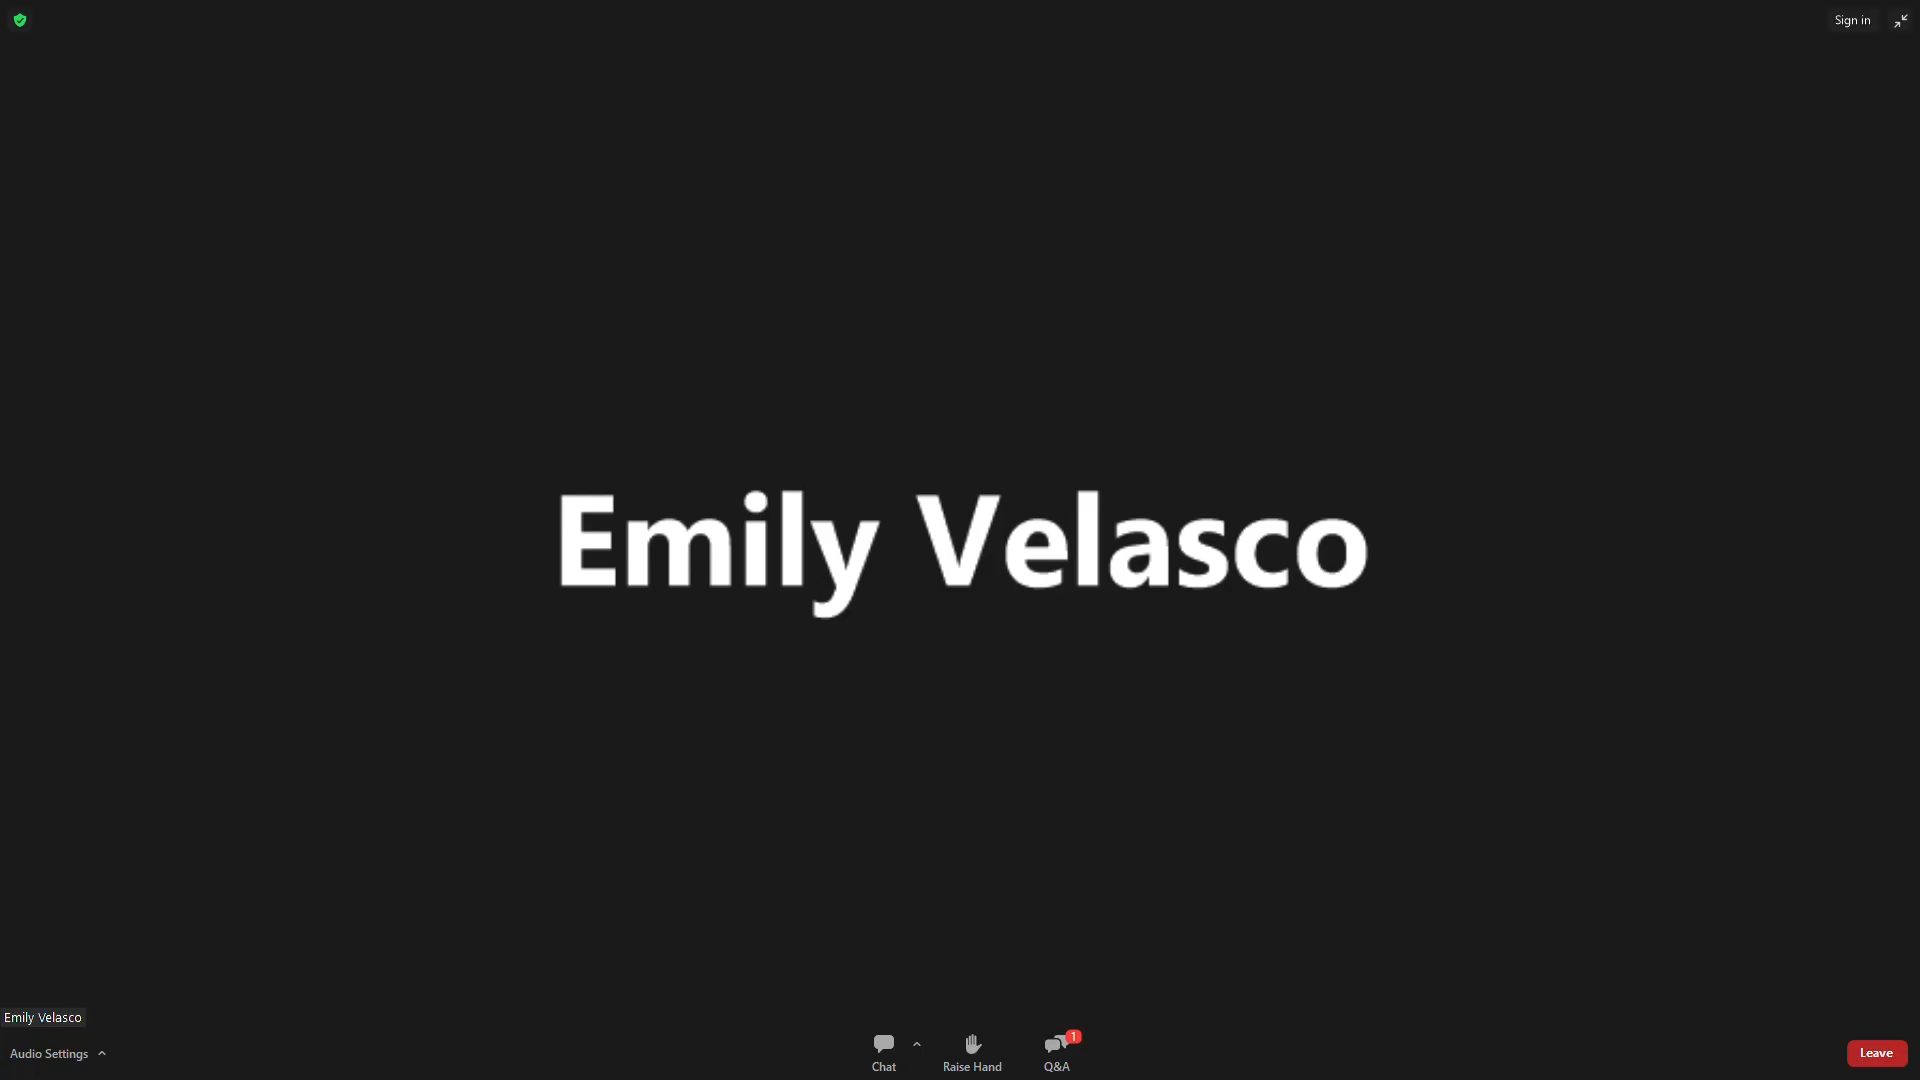 Sign in
Emily Velasco
Emily Velasco
Audio Settings
Chat
Raise Hand
1
Q&A
Leave